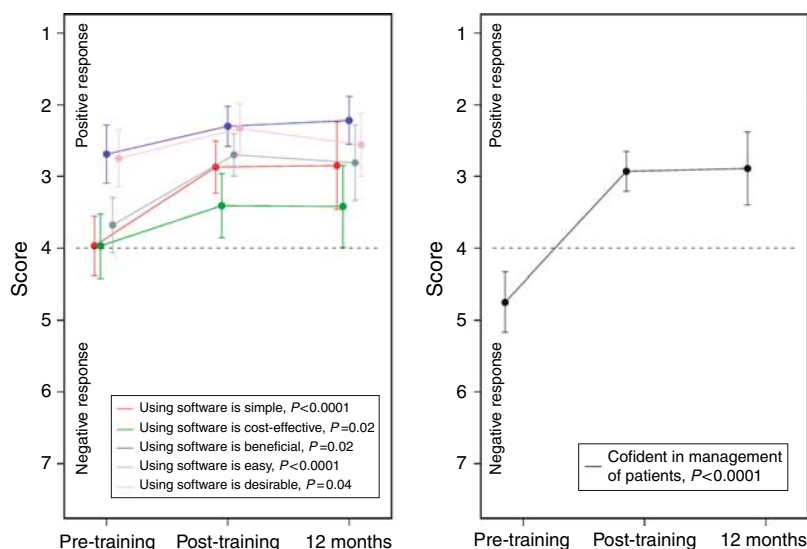 1
2
3
4
5
6
7
Score
Positive response
Negative response
Using software is simple, P<0.0001
Using software is cost-effective, P=0.02
Using software is beneficial, P=0.02
Using software is easy, P<0.0001
Using software is desirable, P=0.04
Pre-training
Post-training
12 months
1
2
3
4
5
6
7
Score
Positive response
Negative response
Cofident in management
of patients, P<0.0001
Pre-training
Post-training
12 months